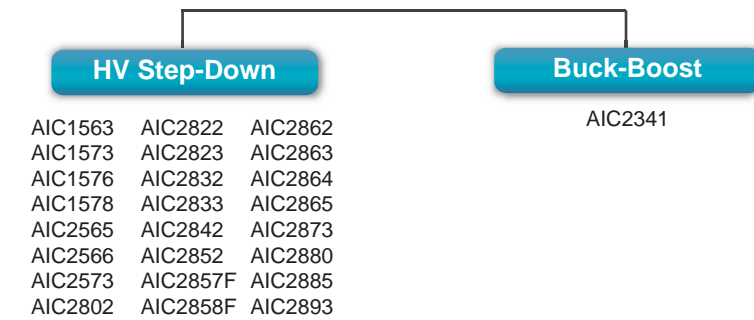 HV Step-Down
Buck-Boost
AIC1563 AIC2822 AIC2862
AIC1573 AIC2823 AIC2863
AIC1576 AIC2832 AIC2864
AIC1578 AIC2833 AIC2865
AIC2565 AIC2842 AIC2873
AIC2566 AIC2852 AIC2880
AIC2573 AIC2857F AIC2885
AIC2802 AIC2858F AIC2893
AIC2341